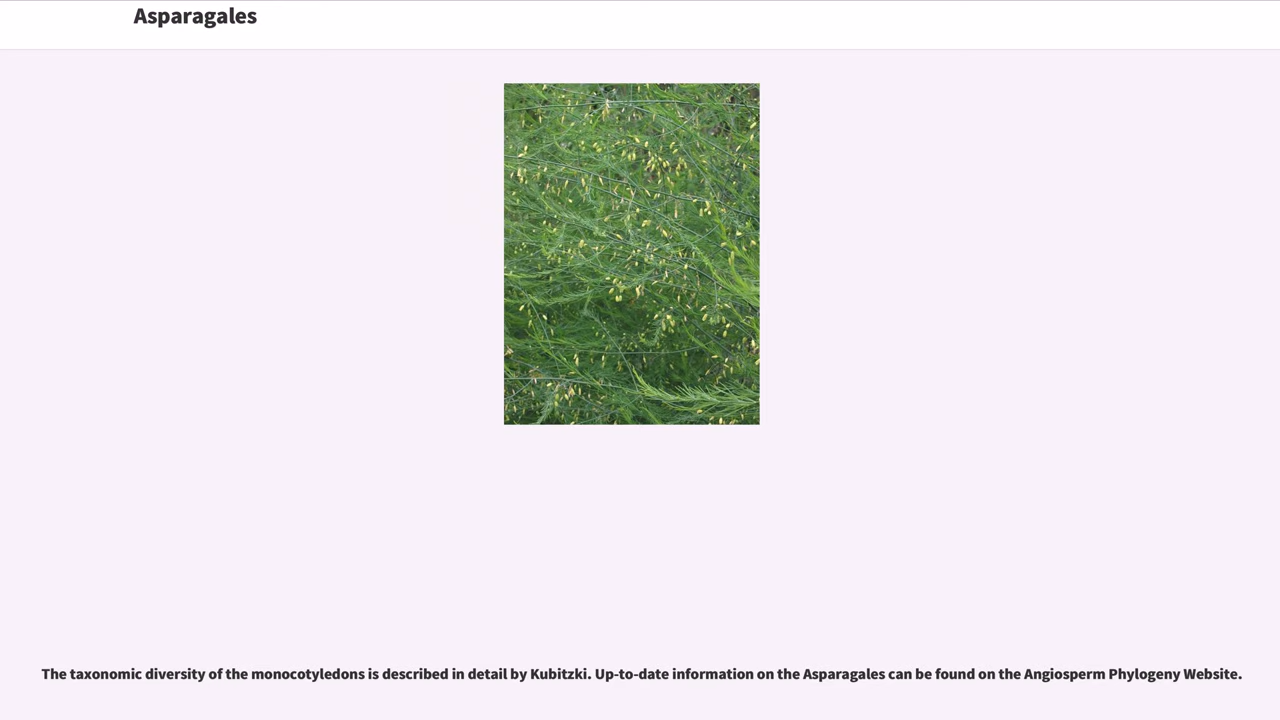 Asparagales
The taxonomic diversity of the monocotyledons is described in detail by Kubitzki. Up-to-date information on the Asparagales can be found on the Angiosperm Phylogeny Website.